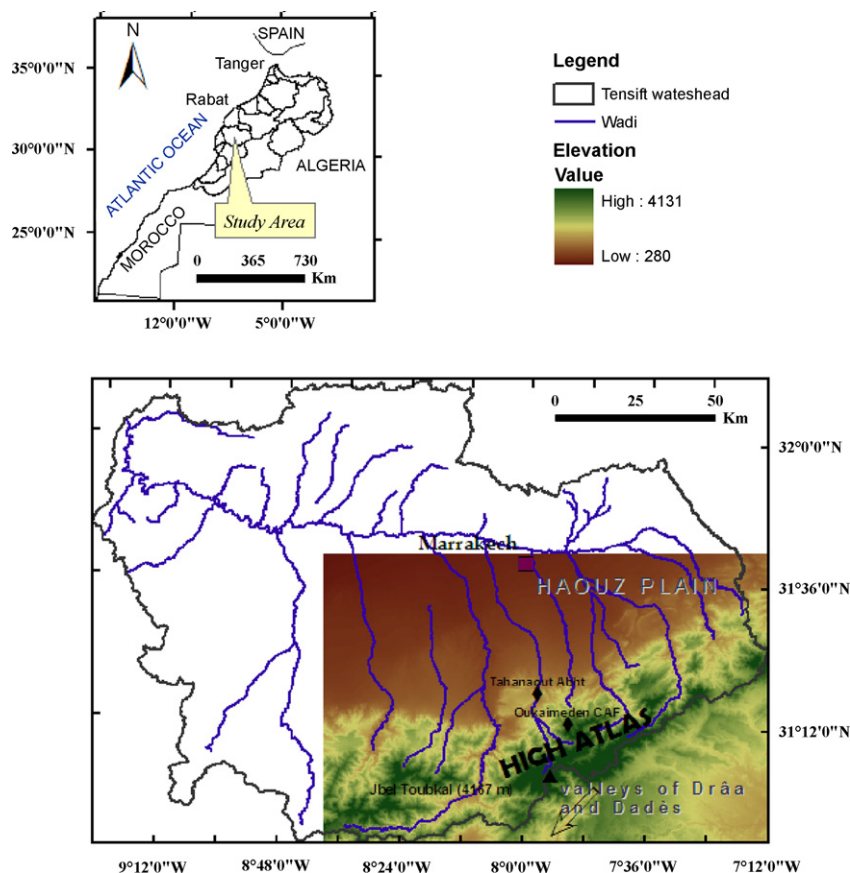 N
SPAIN
Tanger
35°0'0"N
Rabat
30°0'0"N
ATLANTIC OCEAN
ALGERIA
Study Area
25°0'0"N
MOROCCO
0 365 730
Km
12°0'0"W 5°0'0"W
Legend
Tensift wateshead
Wadi
Elevation
Value
High : 4131
Low : 280
0 25 50
Km
32°0'0"N
Marrakech
HAOUZ PLAIN
31°36'0"N
Tahanaout Abht
Oukaimeden CAF
31°12'0"N
HIGH ATLAS
Jbel Toubkal (4167 m)
valleys of Drâa
and Dadès
9°12'0"W 8°48'0"W 8°24'0"W 8°0'0"W 7°36'0"W 7°12'0"W